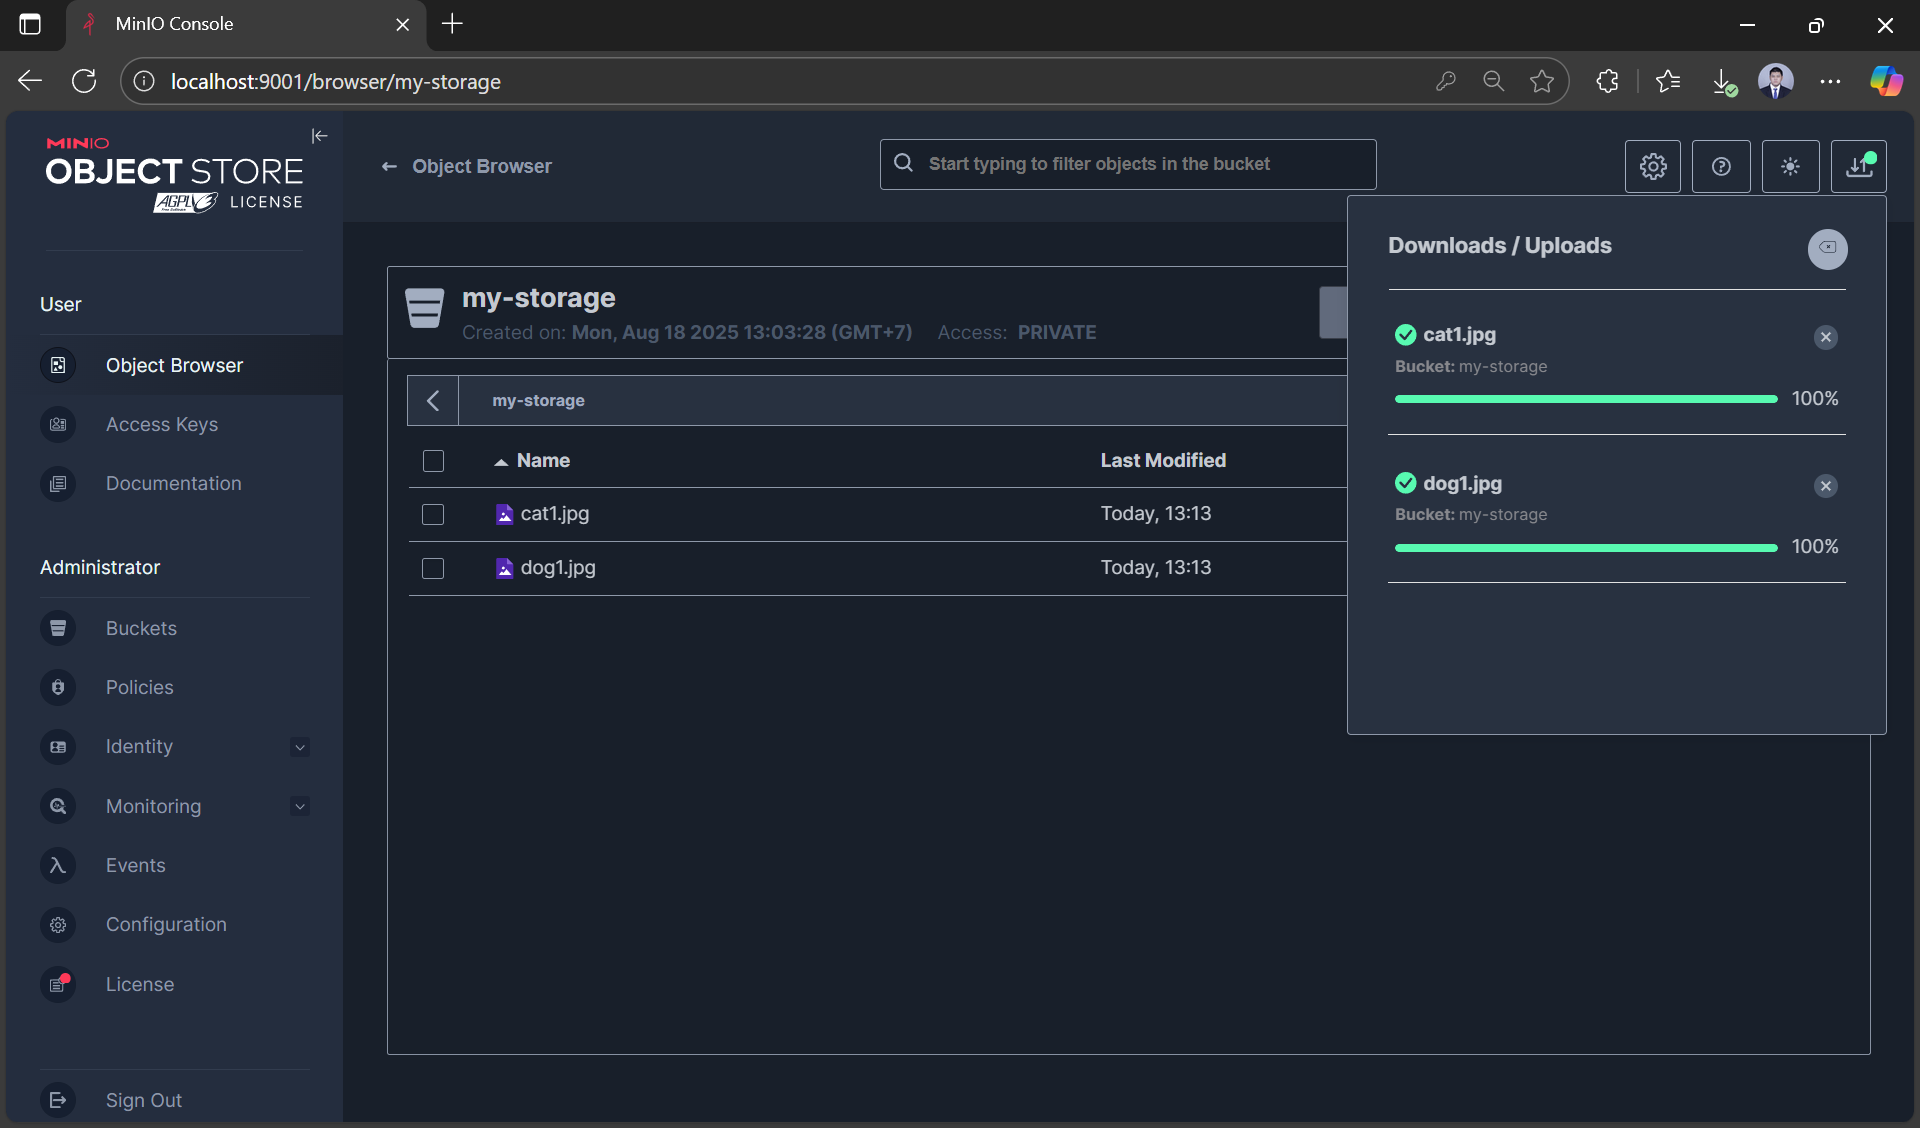 MinIO Console
localhost:9001/browser/my-storage
MINIO
OBJECT STORE
AGPL v3
Free Software
LICENSE
Object Browser
Start typing to filter objects in the bucket
User
Object Browser
Access Keys
Documentation
Administrator
Buckets
Policies
Identity
Monitoring
Events
Configuration
License
Sign Out
my-storage
Created on: Mon, Aug 18 2025 13:03:28 (GMT+7) Access: PRIVATE
my-storage
Name Last Modified
cat1.jpg Today, 13:13
dog1.jpg Today, 13:13
Downloads / Uploads
cat1.jpg
Bucket: my-storage
100%
dog1.jpg
Bucket: my-storage
100%